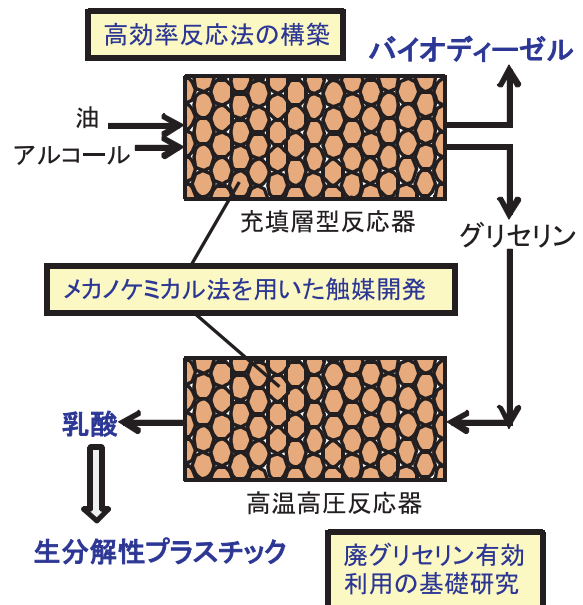 高効率反応法の構築
バイオディーゼル
油
アルコール
充填層型反応器
グリセリン
メカノケミカル法を用いた触媒開発
乳酸
高温高圧反応器
生分解性プラスチック
廃グリセリン有効
利用の基礎研究